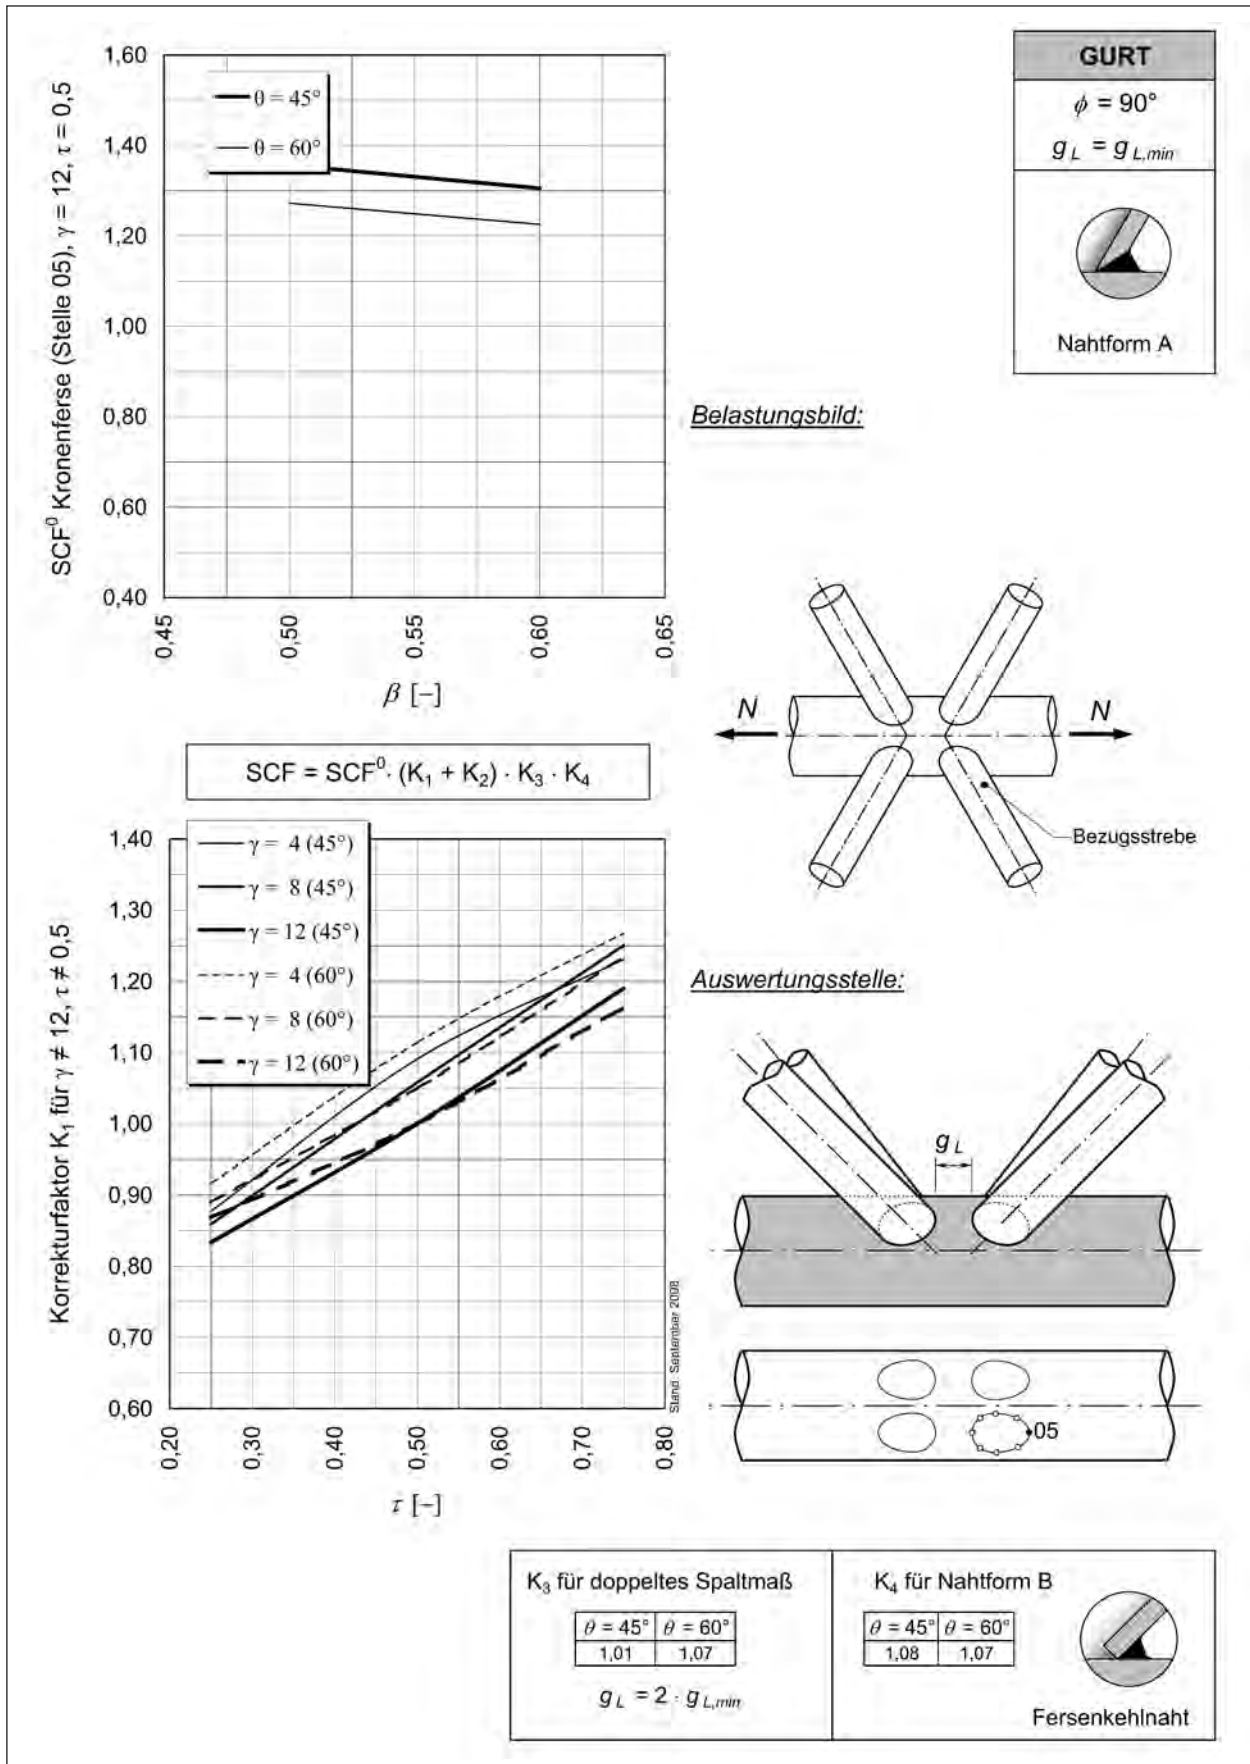 SCF⁰ Kronenferse (Stelle 05), γ = 12, τ = 0,5
1,60
1,40
1,20
1,00
0,80
0,60
0,40
θ = 45°
θ = 60°
0,45
0,50
0,55
0,60
0,65
β [–]
GURT
ϕ = 90°
g L = g L,min
Nahtform A
Belastungsbild:
N
N
Bezugsstrebe
SCF = SCF⁰ · (K₁ + K₂) · K₃ · K₄
Korrekturfaktor K₁ für γ ≠ 12, τ ≠ 0,5
1,40
1,30
1,20
1,10
1,00
0,90
0,80
0,70
0,60
γ = 4 (45°)
γ = 8 (45°)
γ = 12 (45°)
γ = 4 (60°)
γ = 8 (60°)
γ = 12 (60°)
0,20
0,30
0,40
0,50
0,60
0,70
0,80
τ [–]
Stand September
Auswertungsstelle:
g L
05
K₃ für doppeltes Spaltmaß
θ = 45° θ = 60°
1,01 1,07
g L = 2 · g L,min
K₄ für Nahtform B
θ = 45° θ = 60°
1,08 1,07
Fersenkehlnaht